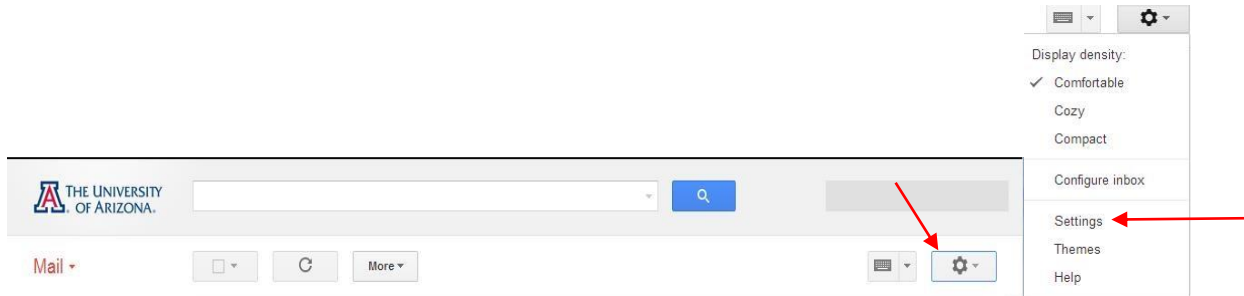 Display density:
Comfortable
Cozy
Compact
Configure inbox
Settings
Themes
Help
THE UNIVERSITY
OF ARIZONA.
Mail
More